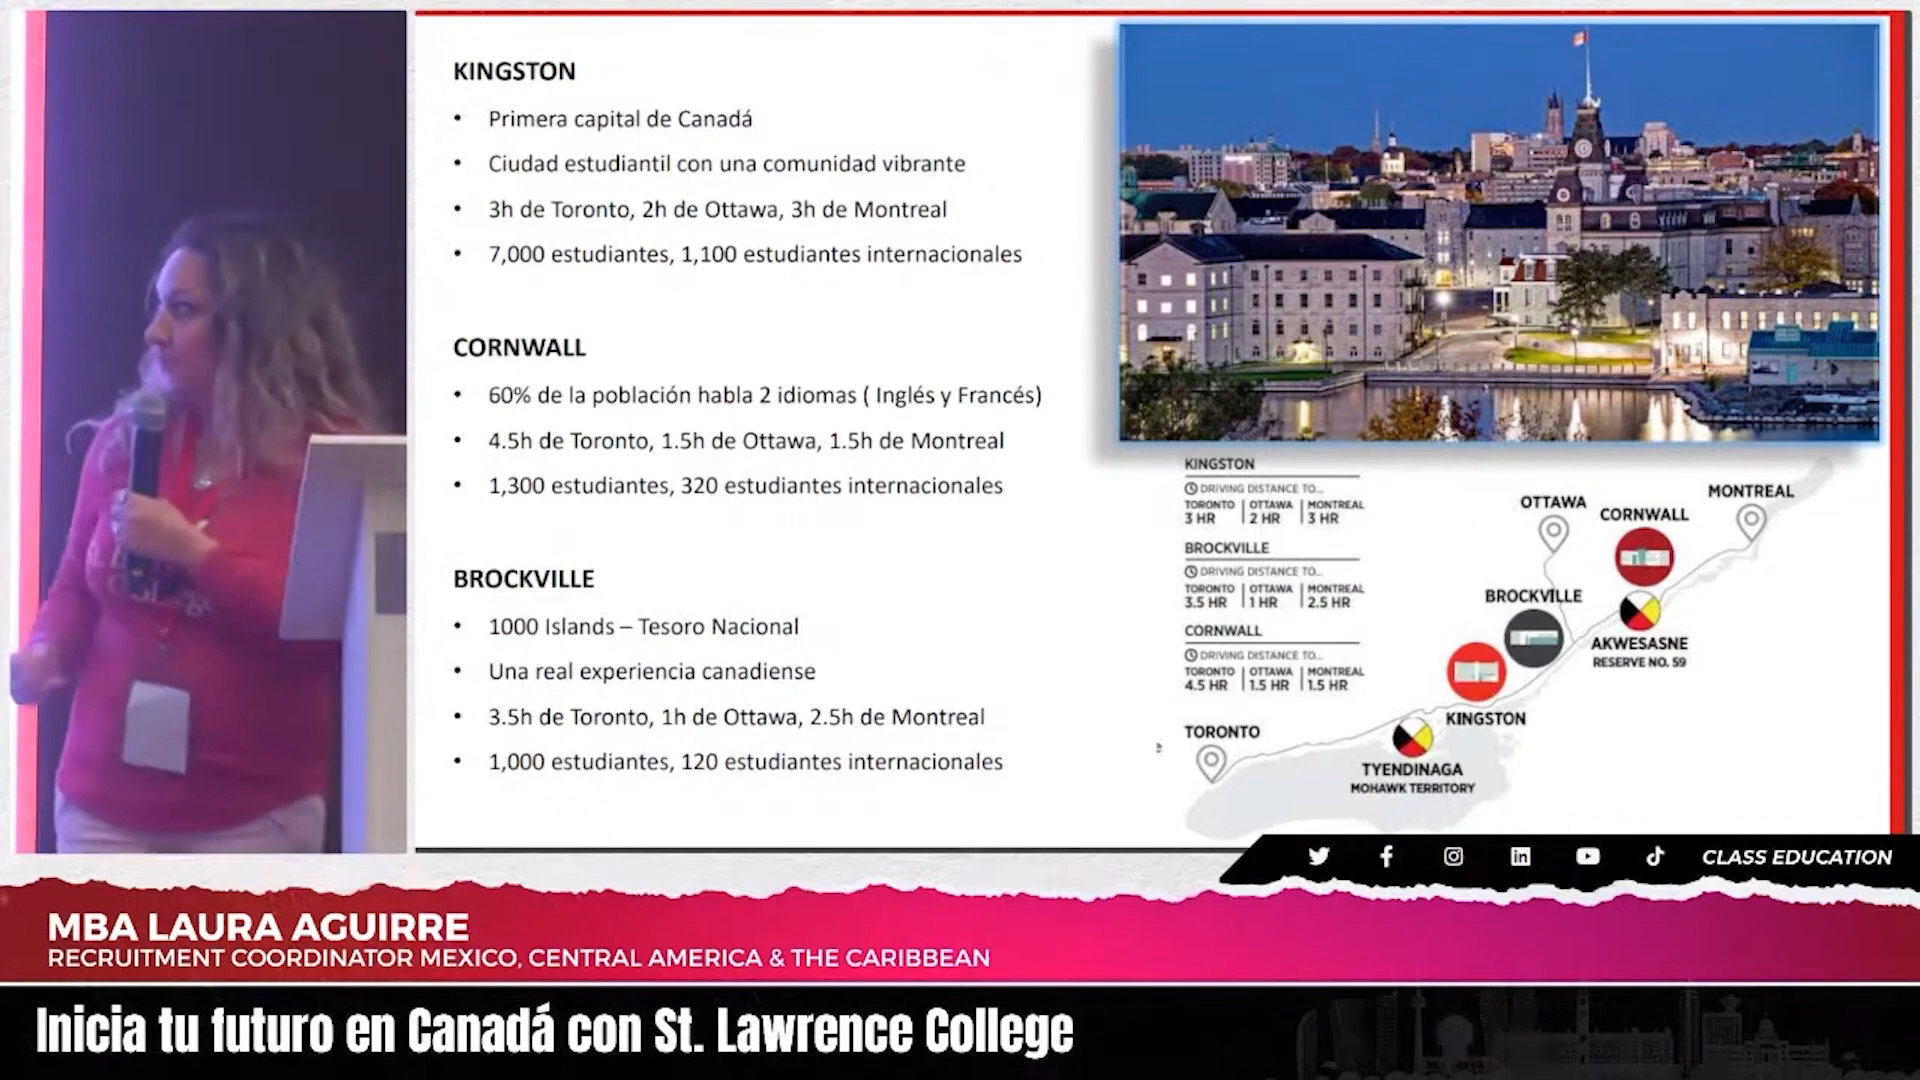 KINGSTON
• Primera capital de Canadá
• Ciudad estudiantil con una comunidad vibrante
• 3h de Toronto, 2h de Ottawa, 3h de Montreal
• 7,000 estudiantes, 1,100 estudiantes internacionales
CORNWALL
• 60% de la población habla 2 idiomas ( Inglés y Francés)
• 4.5h de Toronto, 1.5h de Ottawa, 1.5h de Montreal
• 1,300 estudiantes, 320 estudiantes internacionales
BROCKVILLE
• 1000 Islands – Tesoro Nacional
• Una real experiencia canadiense
• 3.5h de Toronto, 1h de Ottawa, 2.5h de Montreal
• 1,000 estudiantes, 120 estudiantes internacionales
KINGSTON
DRIVING DISTANCE TO...
TORONTO | OTTAWA | MONTREAL
3 HR | 2 HR | 3 HR
BROCKVILLE
DRIVING DISTANCE TO...
TORONTO | OTTAWA | MONTREAL
3.5 HR | 1 HR | 2.5 HR
CORNWALL
DRIVING DISTANCE TO...
TORONTO | OTTAWA | MONTREAL
4.5 HR | 1.5 HR | 1.5 HR
MONTREAL
OTTAWA
CORNWALL
BROCKVILLE
AKWESASNE
RESERVE NO. 59
KINGSTON
TORONTO
TYENDINAGA
MOHAWK TERRITORY
CLASS EDUCATION
MBA LAURA AGUIRRE
RECRUITMENT COORDINATOR MEXICO, CENTRAL AMERICA & THE CARIBBEAN
Inicia tu futuro en Canadá con St. Lawrence College